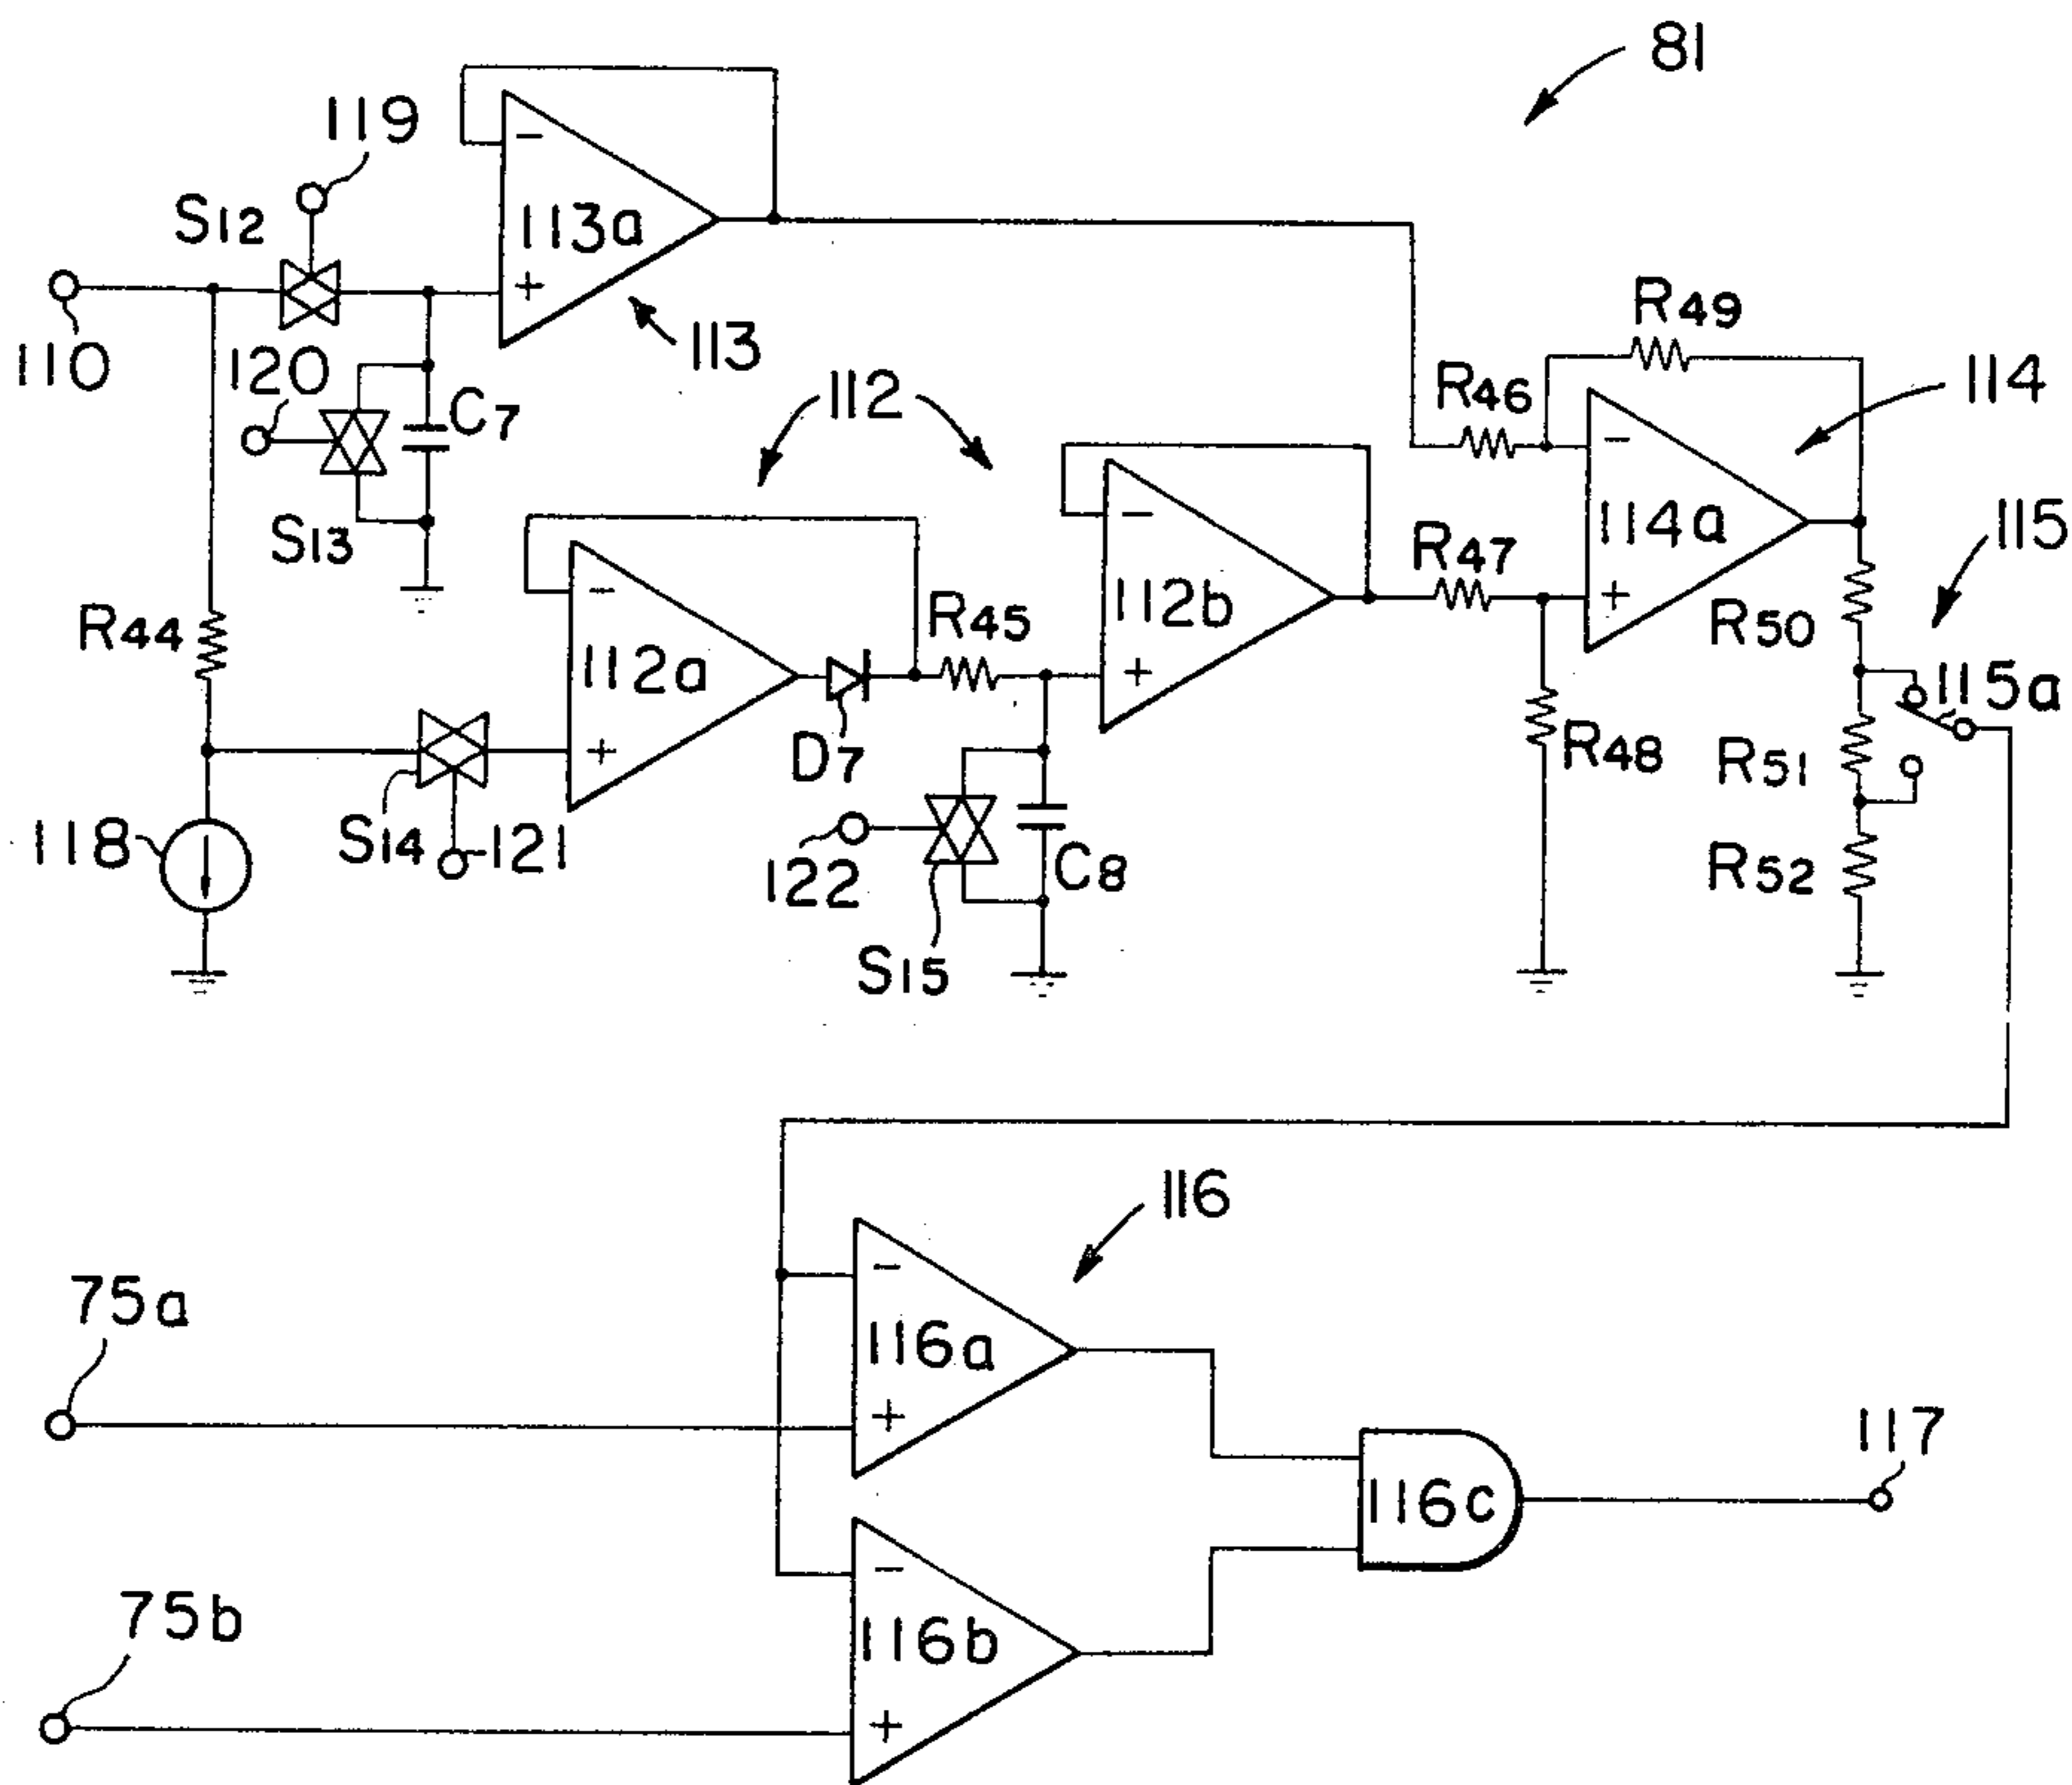 81
119
S12
113a
110
120
C7
113
S13
112
R49
R46
114
114a
115
R44
112a
R45
112b
R47
R50
115a
D7
R48
R51
118
S14
121
122
C8
R52
S15
116
75a
116a
117
116c
75b
116b